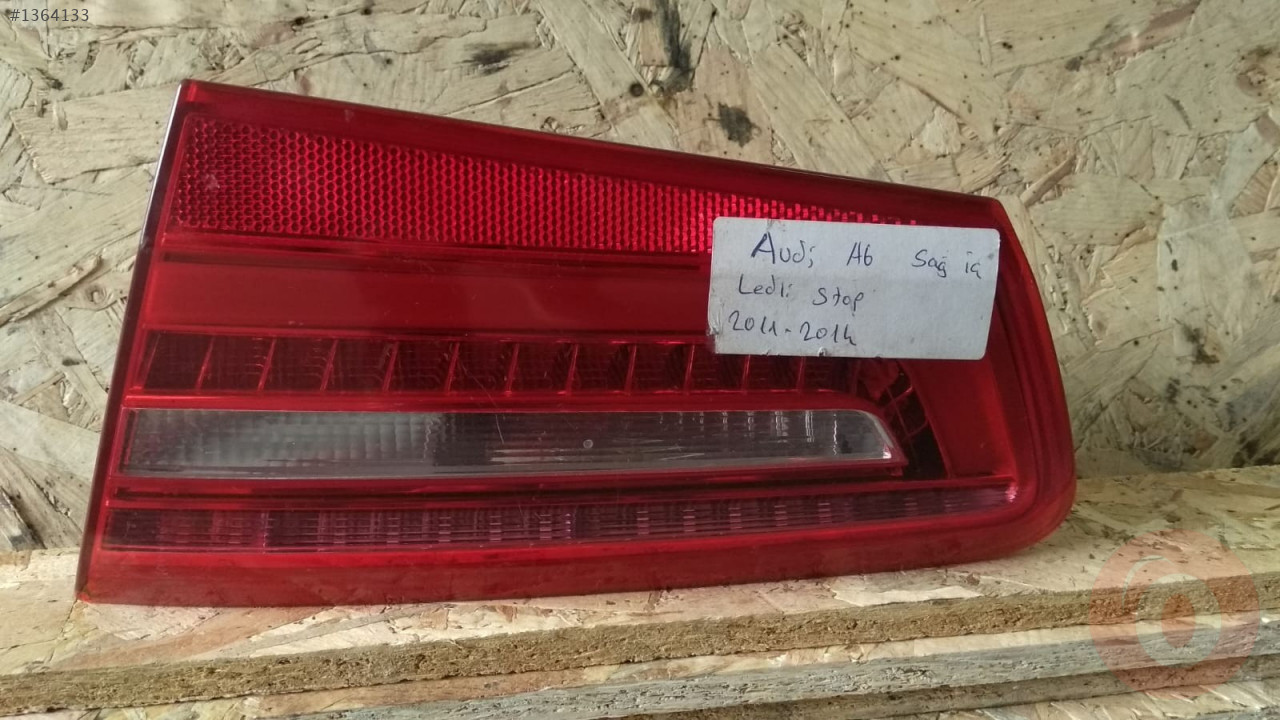 #1364133
Audi A6 Sağ iç
Ledli Stop
2011-2014